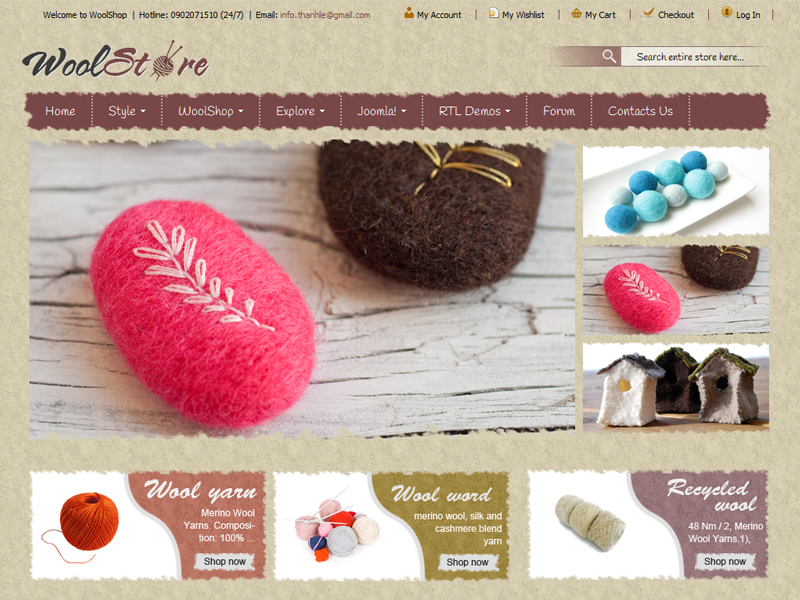 Welcome to WoolShop | Hotline: 0902071510 (24/7) | Email: info.thanhle@gmail.com
My Account | My Wishlist | My Cart | Checkout | Log In |
WoolStore
Search entire store here...
Home Style WoolShop Explore Joomla! RTL Demos Forum Contacts Us
Wool yarn
Merino Wool
Yarns. Composi-
tion: 100% ...
Shop now
Wool word
merino wool, silk and
cashmere blend
yarn
Shop now
Recycled
wool
48 Nm / 2, Merino
Wool Yarns.1),
Shop now